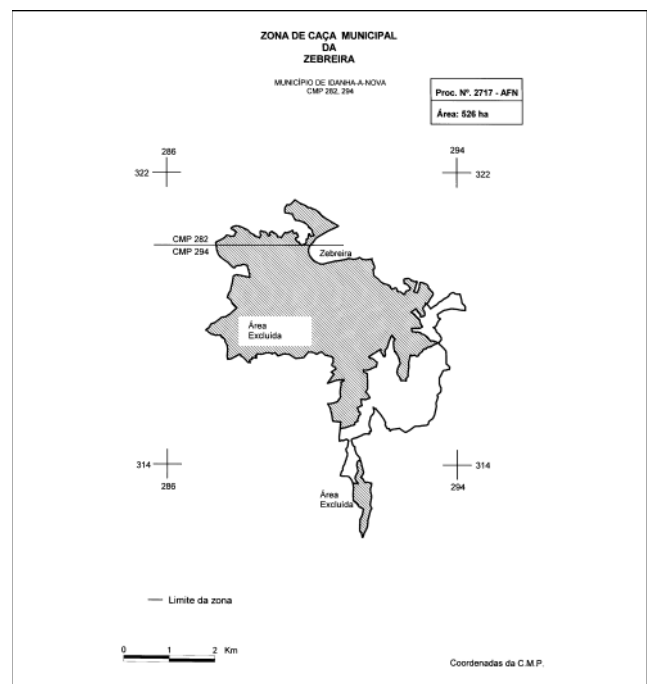 ZONA DE CAÇA MUNICIPAL
DA
ZEBREIRA
MUNICÍPIO DE IDANHA-A-NOVA
CMP 282, 294
Proc. Nº. 2717 - AFN
Área: 526 ha
286
322
294
322
CMP 282
CMP 294
Zebreira
Área
Excluída
314
286
314
294
Área
Excluída
Limite da zona
0 1 2 Km
Coordenadas da C.M.P.